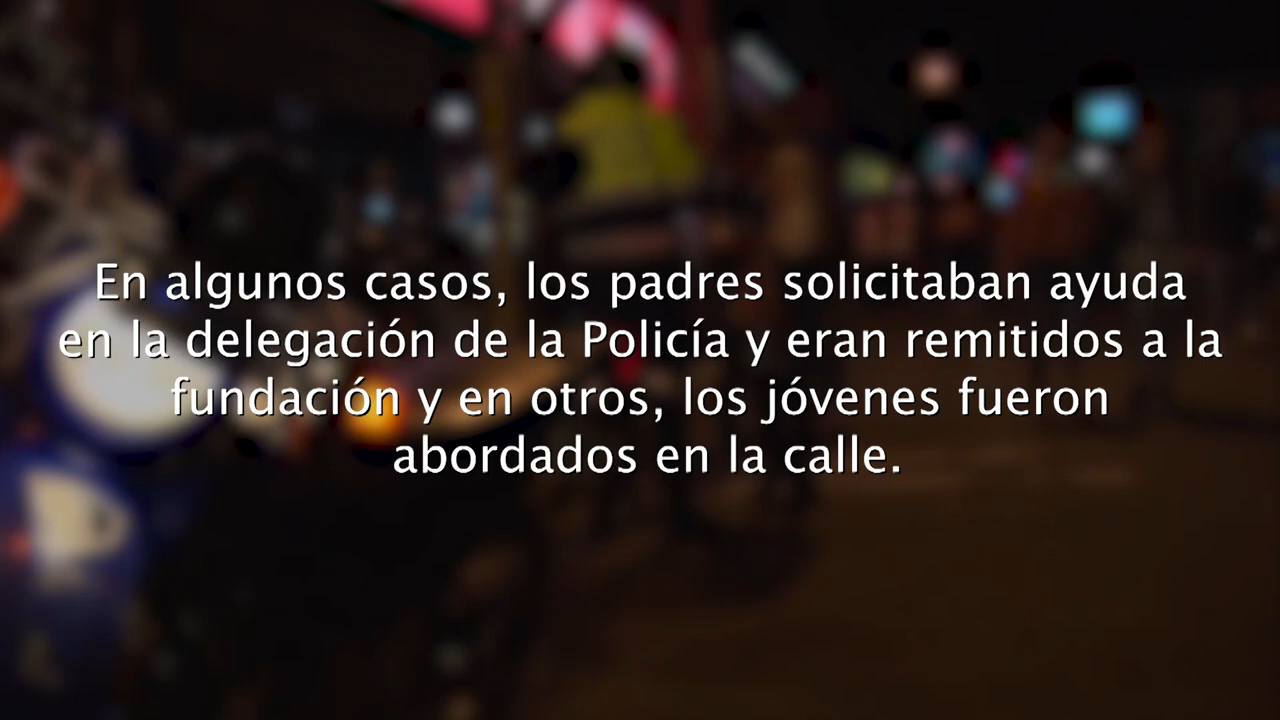 En algunos casos, los padres solicitaban ayuda
en la delegación de la Policía y eran remitidos a la
fundación y en otros, los jóvenes fueron
abordados en la calle.